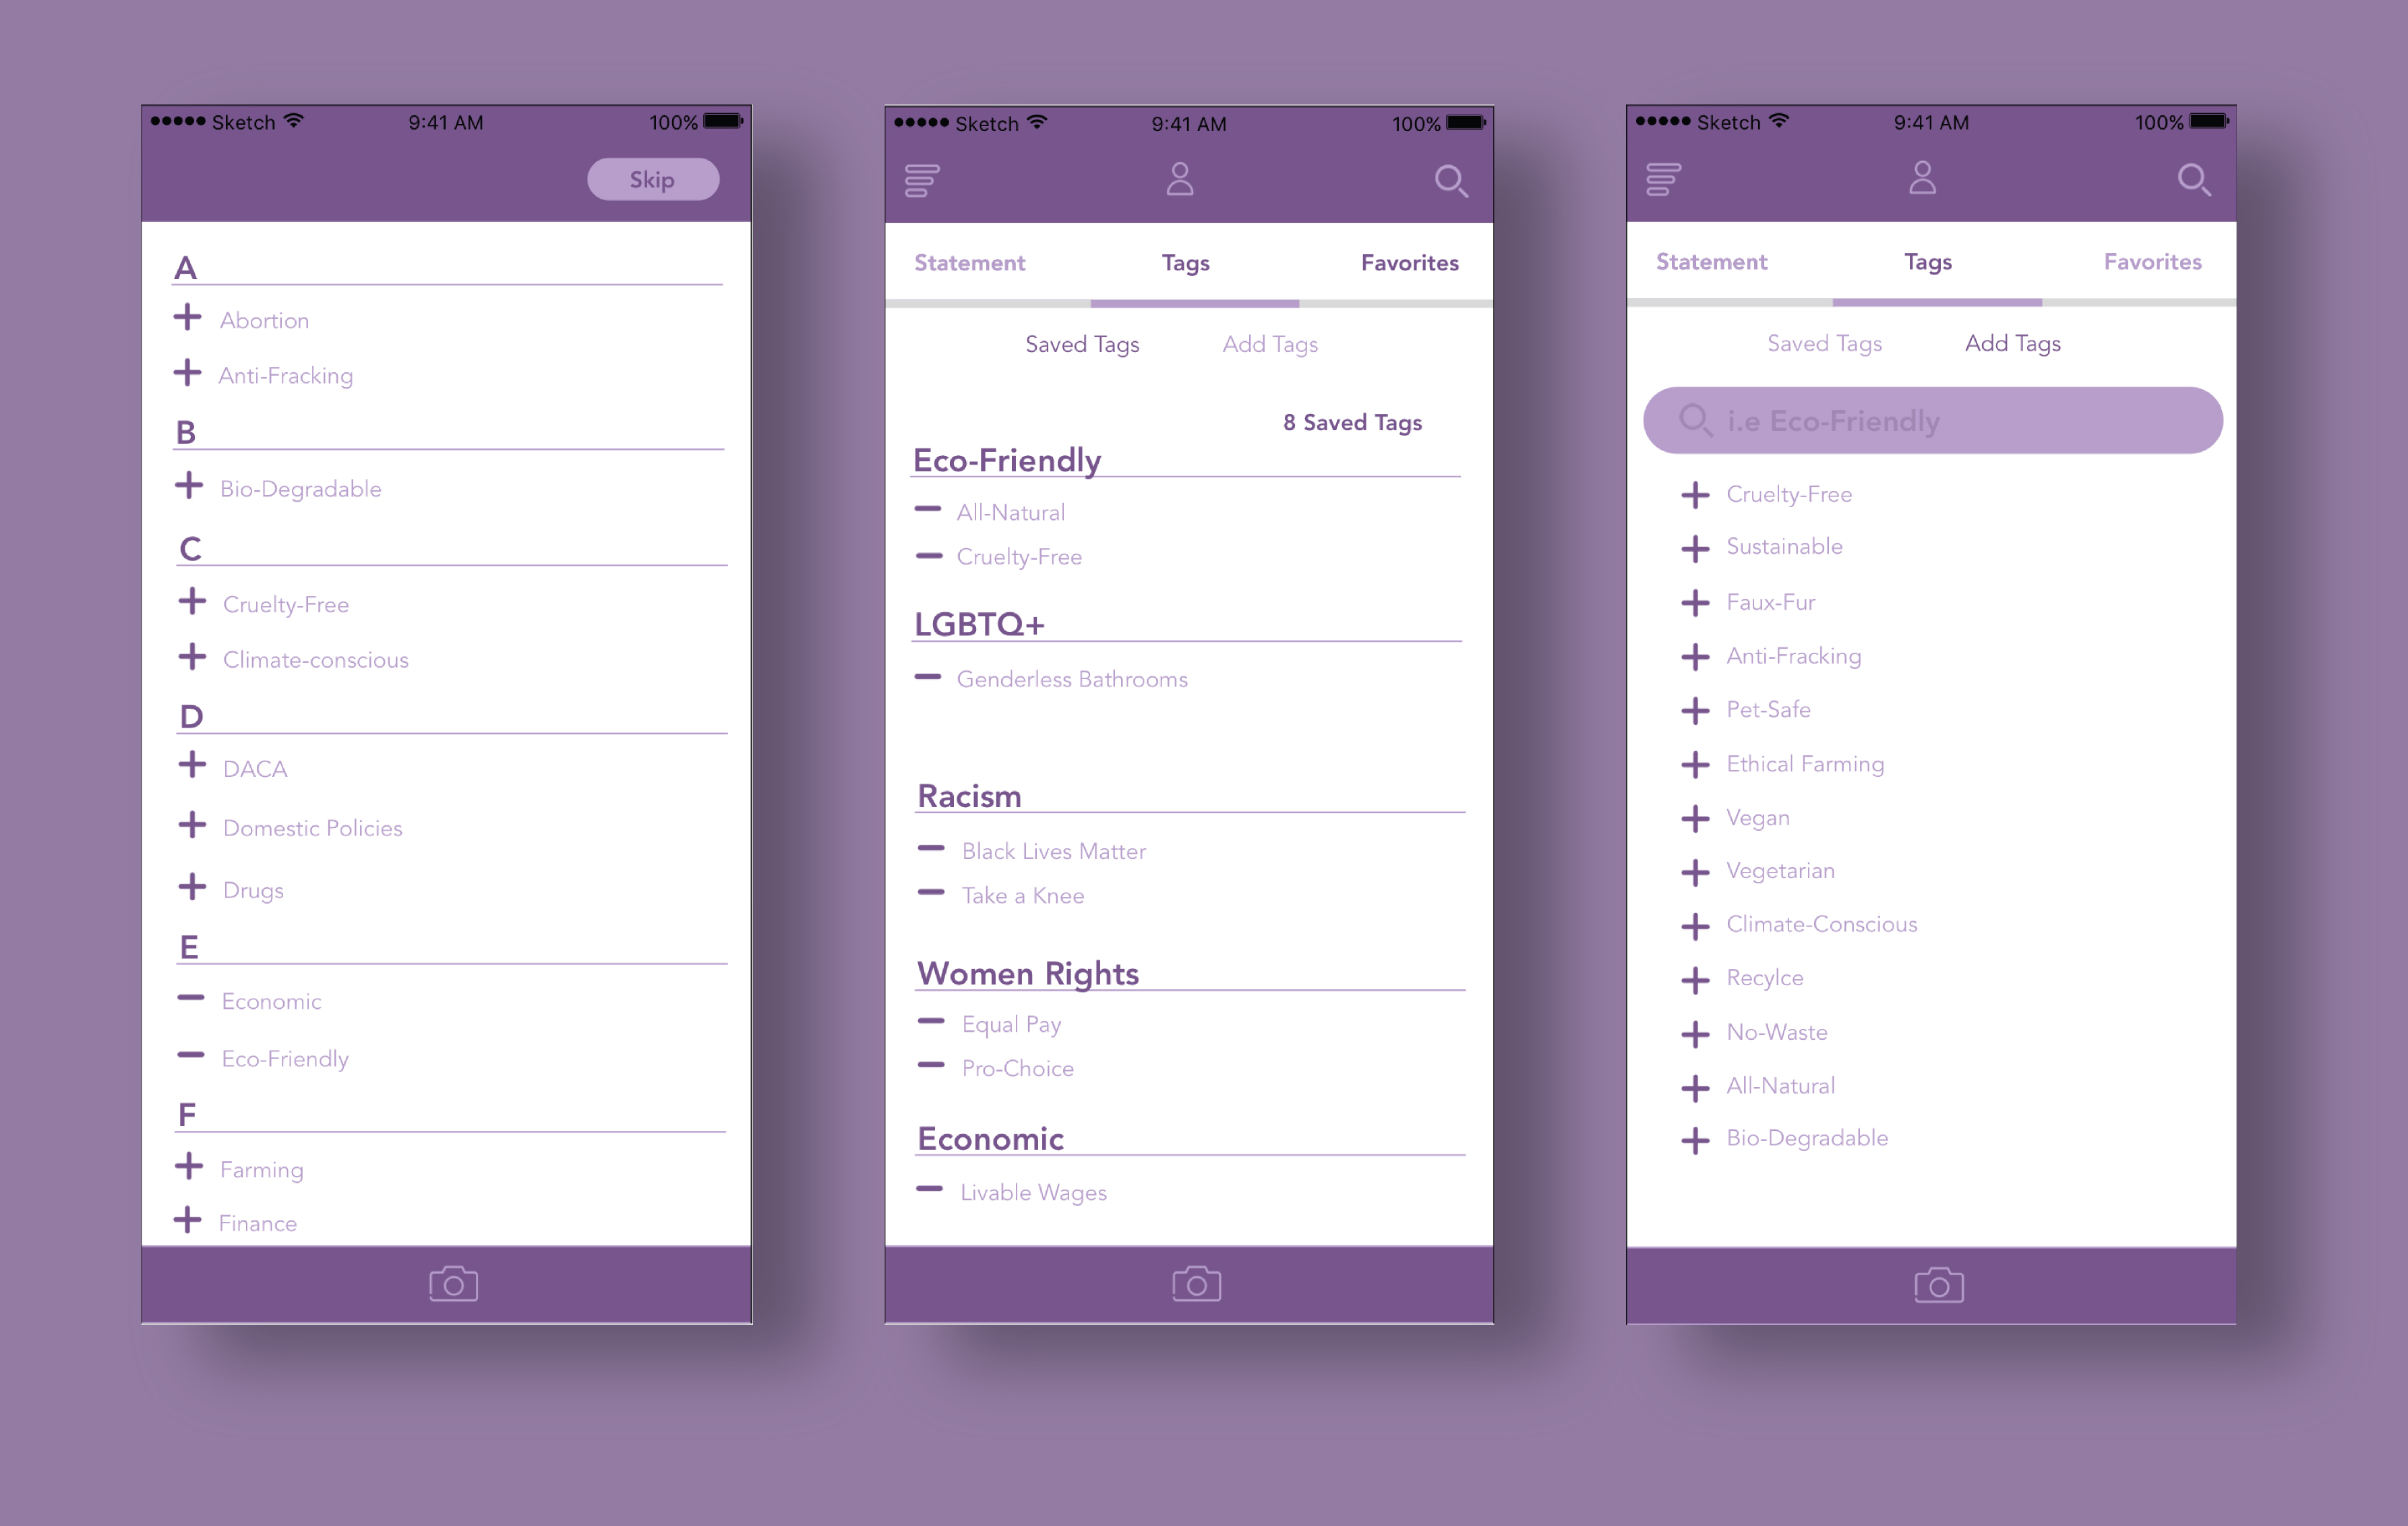 Sketch 9:41 AM 100%
Skip
A
Abortion
Anti-Fracking
B
Bio-Degradable
C
Cruelty-Free
Climate-conscious
D
DACA
Domestic Policies
Drugs
E
Economic
Eco-Friendly
F
Farming
Finance
Sketch 9:41 AM 100%
Statement Tags Favorites
Saved Tags Add Tags
8 Saved Tags
Eco-Friendly
All-Natural
Cruelty-Free
LGBTQ+
Genderless Bathrooms
Racism
Black Lives Matter
Take a Knee
Women Rights
Equal Pay
Pro-Choice
Economic
Livable Wages
Sketch 9:41 AM 100%
Statement Tags Favorites
Saved Tags Add Tags
i.e Eco-Friendly
Cruelty-Free
Sustainable
Faux-Fur
Anti-Fracking
Pet-Safe
Ethical Farming
Vegan
Vegetarian
Climate-Conscious
Recylce
No-Waste
All-Natural
Bio-Degradable